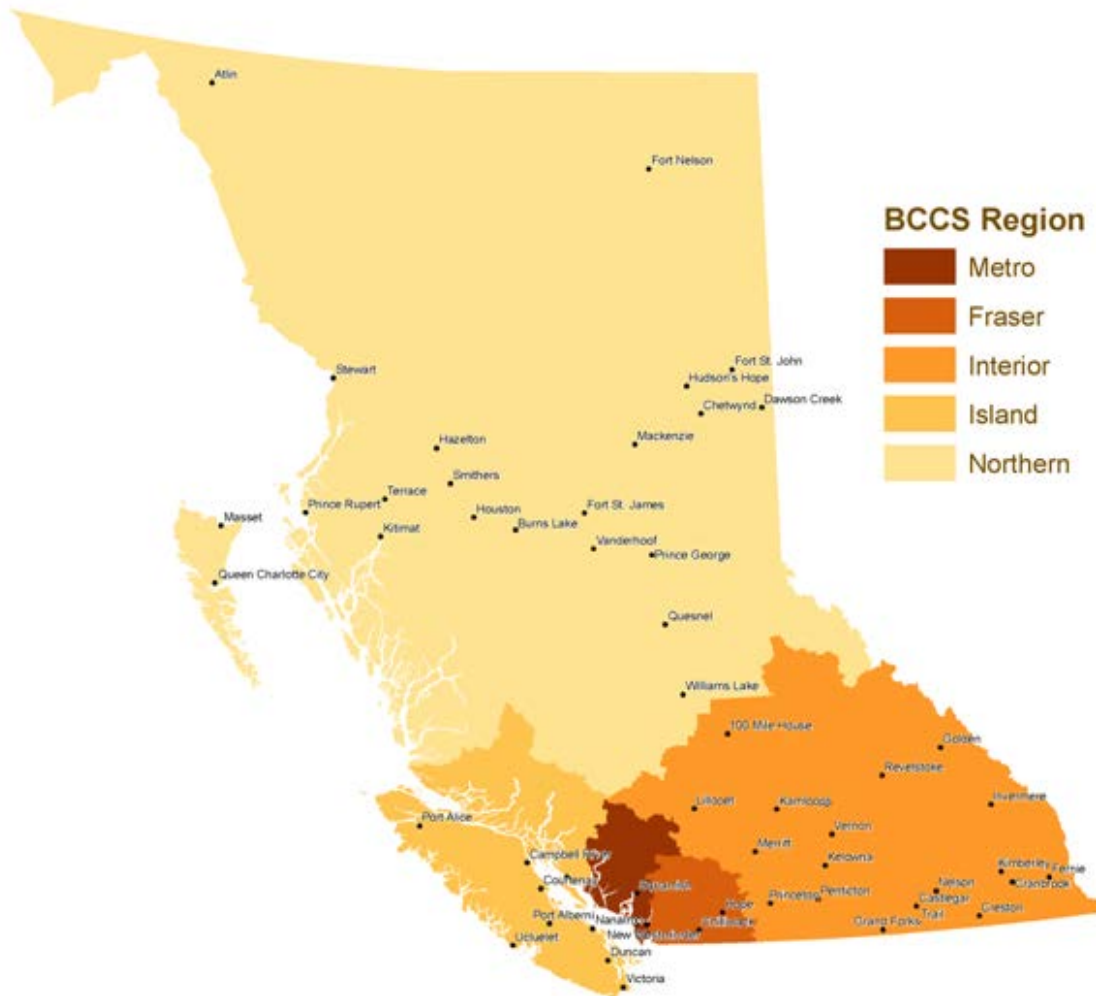 Atlin
Fort Nelson
BCCS Region
Metro
Fraser
Interior
Island
Northern
Fort St. John
Stewart
Hudson's Hope
Chetwynd
Dawson Creek
Hazelton
Mackenzie
Smithers
Terrace
Prince Rupert
Houston
Fort St. James
Masset
Burns Lake
Kitimat
Vanderhoof
Prince George
Queen Charlotte City
Quesnel
Williams Lake
100 Mile House
Golden
Revelstoke
Lillooet
Kamloops
Invermere
Port Alice
Vernon
Merritt
Campbell River
Kelowna
Kimberley
Fernie
Courtenay
Cranbrook
Nelson
Princeton
Penticton
Castlegar
Hope
Trail
Creston
Port Alberni
Nanaimo
Chilliwack
Grand Forks
New Westminster
Ucluelet
Duncan
Victoria